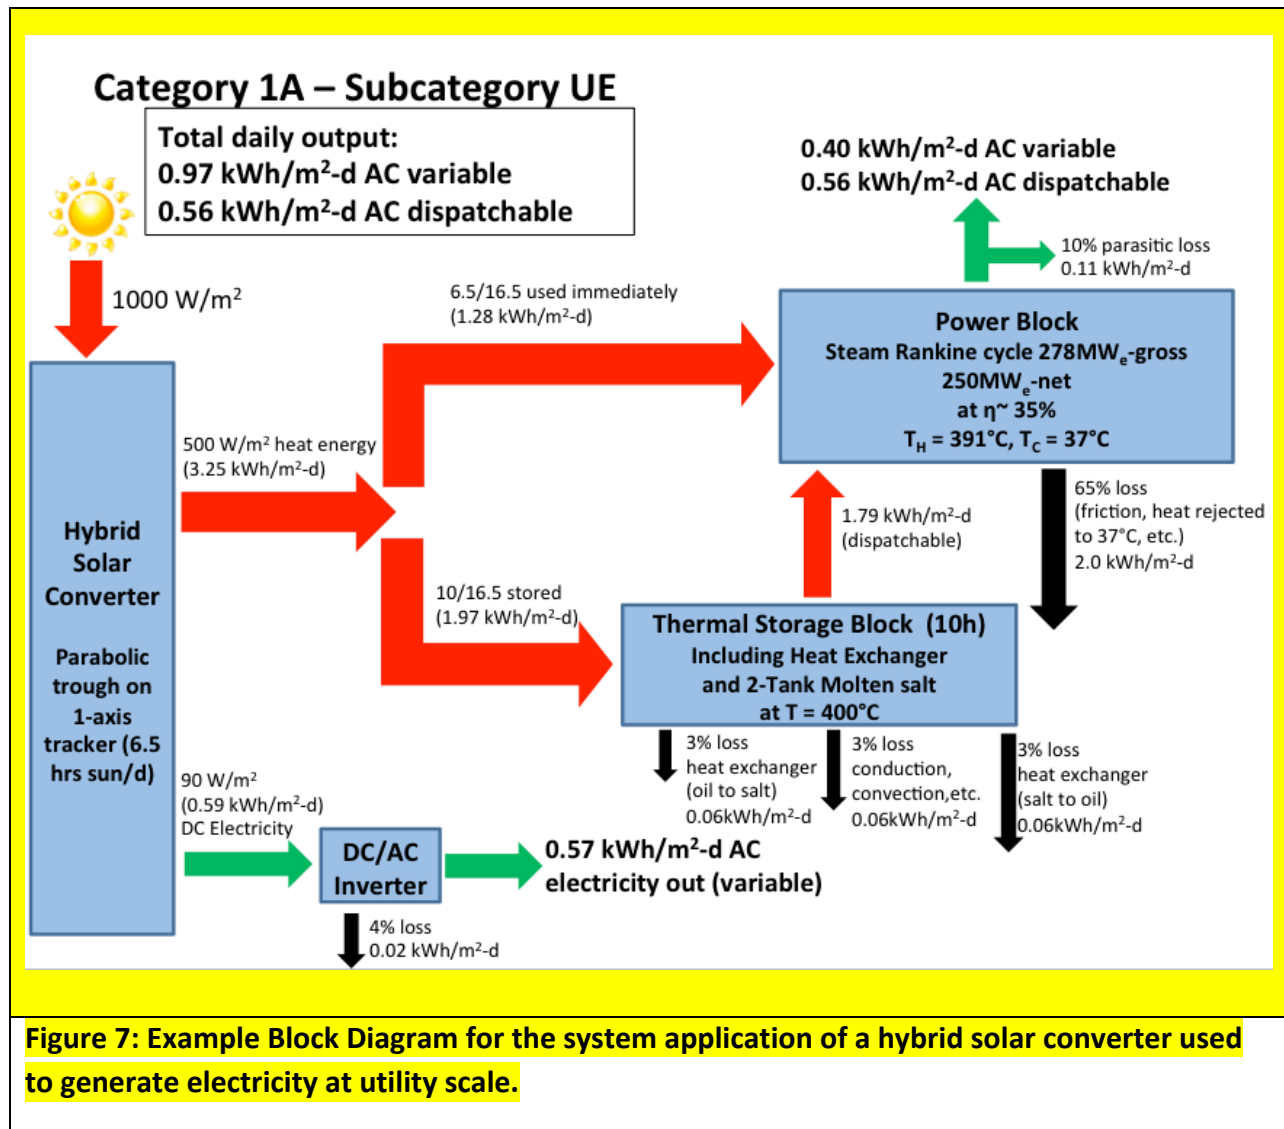 Category 1A – Subcategory UE
Total daily output:
0.97 kWh/m²-d AC variable
0.56 kWh/m²-d AC dispatchable
0.40 kWh/m²-d AC variable
0.56 kWh/m²-d AC dispatchable
10% parasitic loss
0.11 kWh/m²-d
1000 W/m²
6.5/16.5 used immediately
(1.28 kWh/m²-d)
Power Block
Steam Rankine cycle 278MWₑ-gross
250MWₑ-net
at η~ 35%
T_H = 391°C, T_C = 37°C
500 W/m² heat energy
(3.25 kWh/m²-d)
Hybrid
Solar
Converter
Parabolic
trough on
1-axis
tracker (6.5
hrs sun/d)
1.79 kWh/m²-d
(dispatchable)
65% loss
(friction, heat rejected
to 37°C, etc.)
2.0 kWh/m²-d
10/16.5 stored
(1.97 kWh/m²-d)
Thermal Storage Block (10h)
Including Heat Exchanger
and 2-Tank Molten salt
at T = 400°C
3% loss
heat exchanger
(oil to salt)
0.06kWh/m²-d
3% loss
conduction,
convection,etc.
0.06kWh/m²-d
3% loss
heat exchanger
(salt to oil)
0.06kWh/m²-d
90 W/m²
(0.59 kWh/m²-d)
DC Electricity
DC/AC
Inverter
0.57 kWh/m²-d AC
electricity out (variable)
4% loss
0.02 kWh/m²-d
Figure 7: Example Block Diagram for the system application of a hybrid solar converter used
to generate electricity at utility scale.